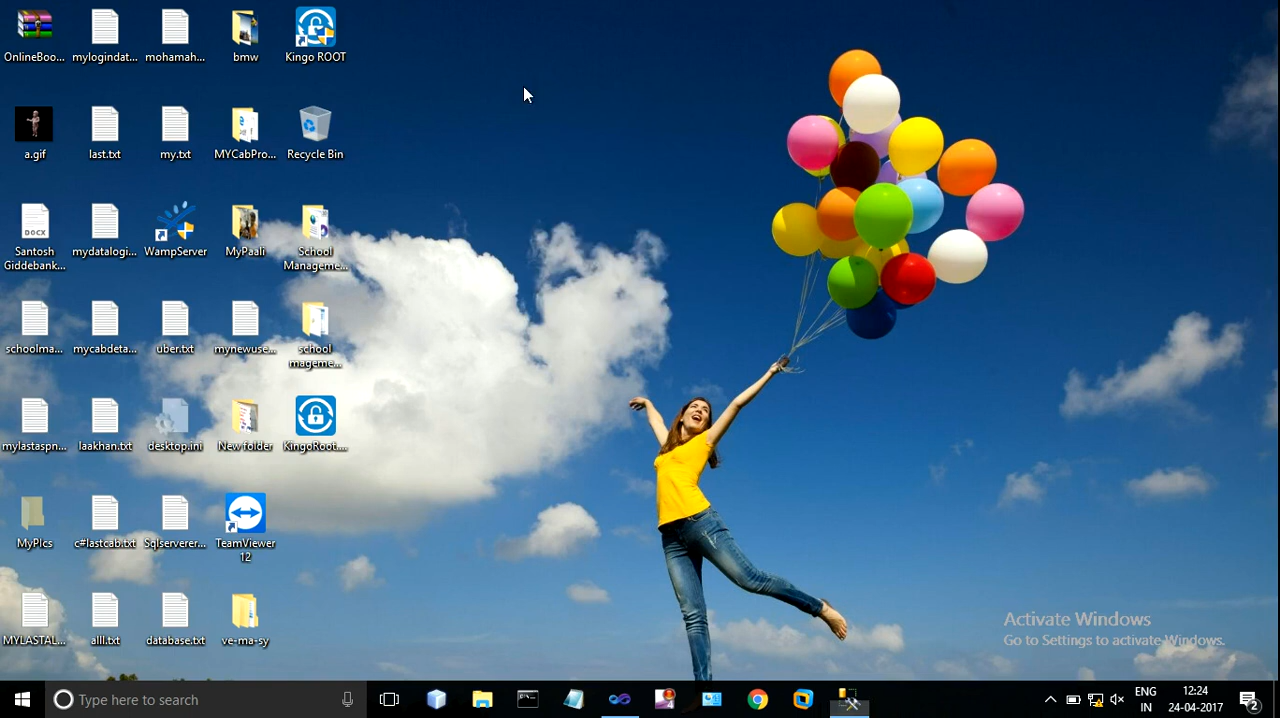 OnlineBoo...
mylogindat...
mohamah...
bmw
Kingo ROOT
a.gif
last.txt
my.txt
MYCabPro...
Recycle Bin
DOCX
Santosh
Giddebank...
mydatalogi...
WampServer
MyPaali
School
Manageme...
schoolma...
mycabdeta...
uber.txt
mynewuse...
school
mageme...
mylastaspn...
laakhan.txt
desktop.ini
New folder
KingoRoot....
MyPics
c#lastcab.txt
Sqlserverer...
TeamViewer
12
MYLASTAL...
alll.txt
database.txt
ve-ma-sy
Activate Windows
Go to Settings to activate Windows.
Type here to search
ENG
IN
12:24
24-04-2017
2